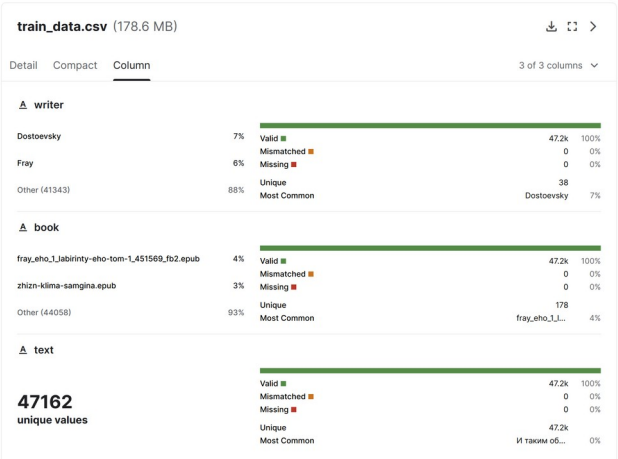 train_data.csv (178.6 MB)
Detail Compact Column 3 of 3 columns
A writer
Dostoevsky 7%
Fray 6%
Other (41343) 88%
Valid 47.2k 100%
Mismatched 0 0%
Missing 0 0%
Unique 38
Most Common Dostoevsky 7%
A book
fray_eho_1_labirinty-eho-tom-1_451569_fb2.epub 4%
zhizn-klima-samgina.epub 3%
Other (44058) 93%
Valid 47.2k 100%
Mismatched 0 0%
Missing 0 0%
Unique 178
Most Common fray_eho_1_l... 4%
A text
47162
unique values
Valid 47.2k 100%
Mismatched 0 0%
Missing 0 0%
Unique 47.2k
Most Common И таким об... 0%